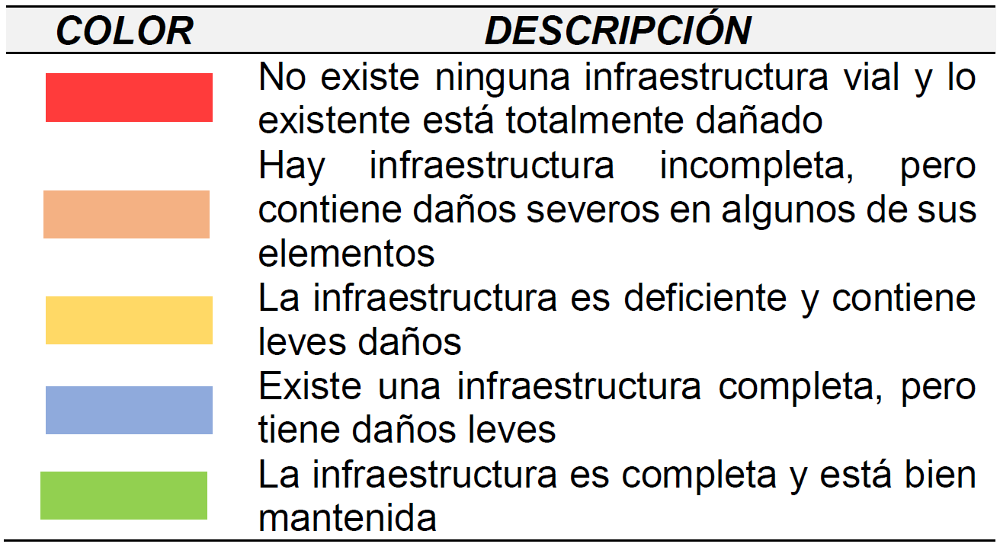 COLOR DESCRIPCIÓN
No existe ninguna infraestructura vial y lo
existente está totalmente dañado
Hay infraestructura incompleta, pero
contiene daños severos en algunos de sus
elementos
La infraestructura es deficiente y contiene
leves daños
Existe una infraestructura completa, pero
tiene daños leves
La infraestructura es completa y está bien
mantenida